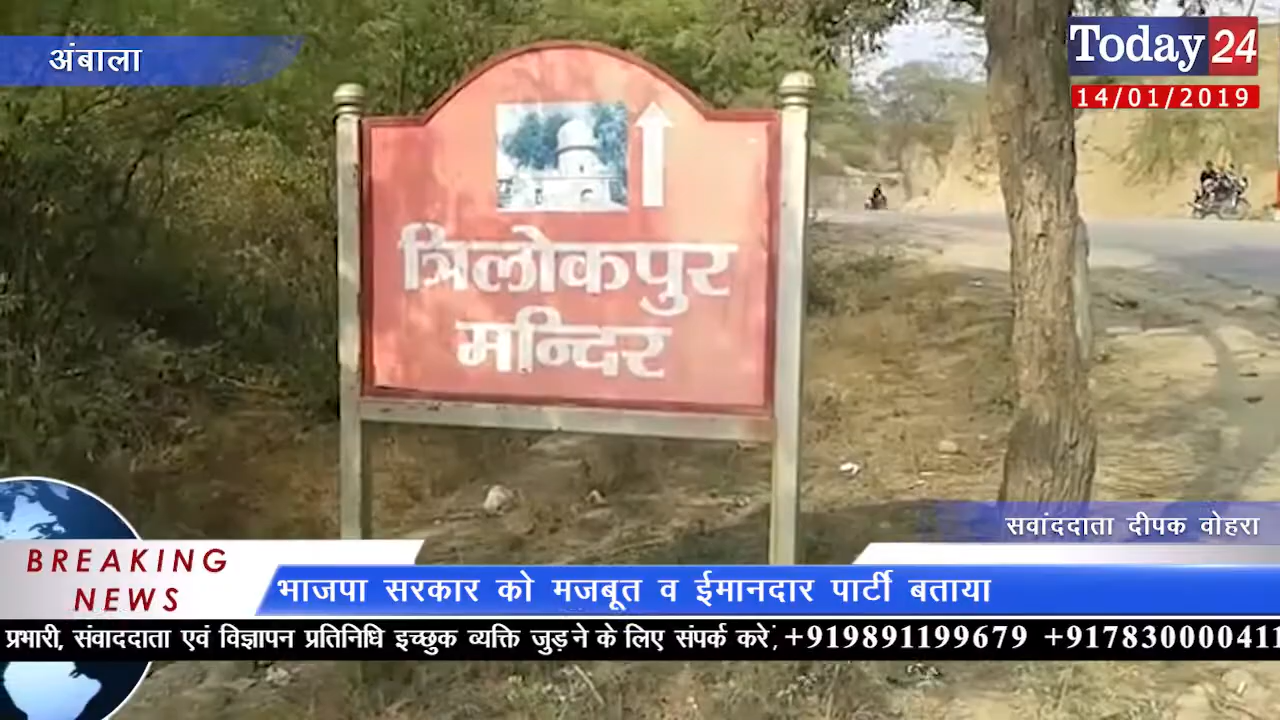 अंबाला
Today 24
14/01/2019
त्रिलोकपुर
मन्दिर
सवांददाता दीपक वोहरा
BREAKING
NEWS
भाजपा सरकार को मजबूत व ईमानदार पार्टी बताया
प्रभारी, संवाददाता एवं विज्ञापन प्रतिनिधि इच्छुक व्यक्ति जुड़ने के लिए संपर्क करें, +919891199679 +91783000041